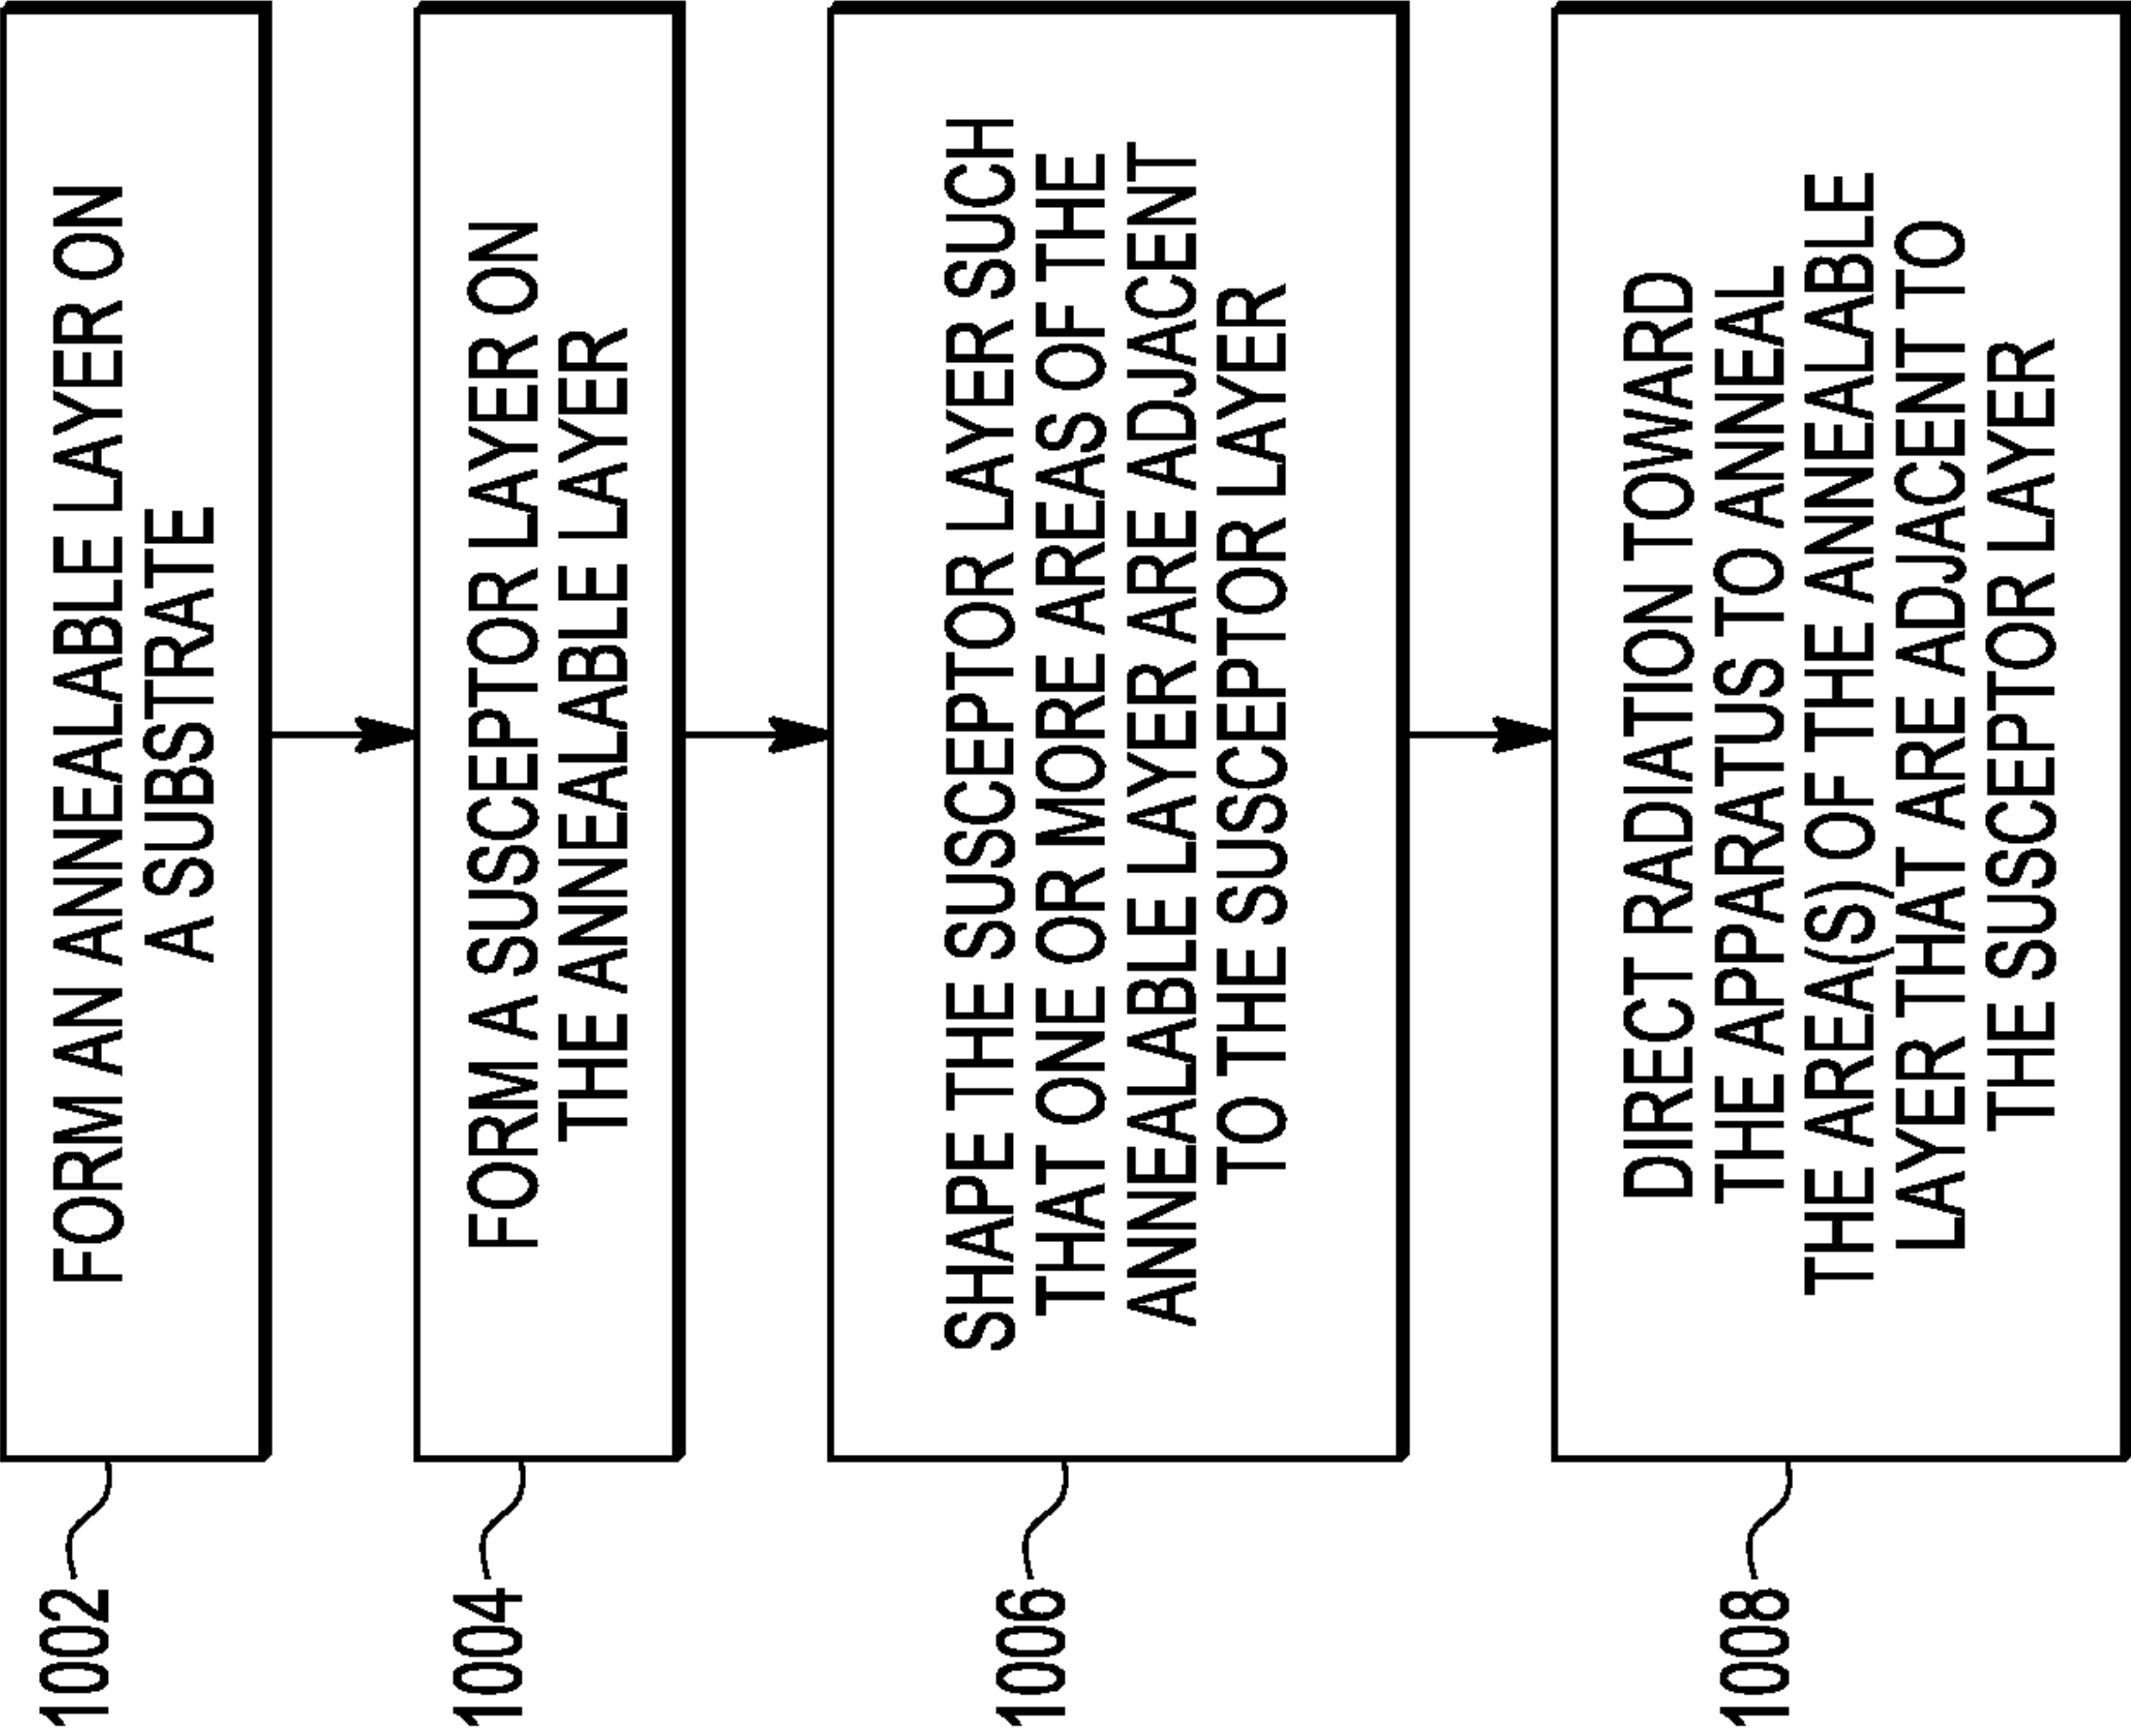 1002
FORM AN ANNEALABLE LAYER ON
A SUBSTRATE
1004
FORM A SUSCEPTOR LAYER ON
THE ANNEALABLE LAYER
1006
SHAPE THE SUSCEPTOR LAYER SUCH
THAT ONE OR MORE AREAS OF THE
ANNEALABLE LAYER ARE ADJACENT
TO THE SUSCEPTOR LAYER
1008
DIRECT RADIATION TOWARD
THE APPARATUS TO ANNEAL
THE AREA(S) OF THE ANNEALABLE
LAYER THAT ARE ADJACENT TO
THE SUSCEPTOR LAYER